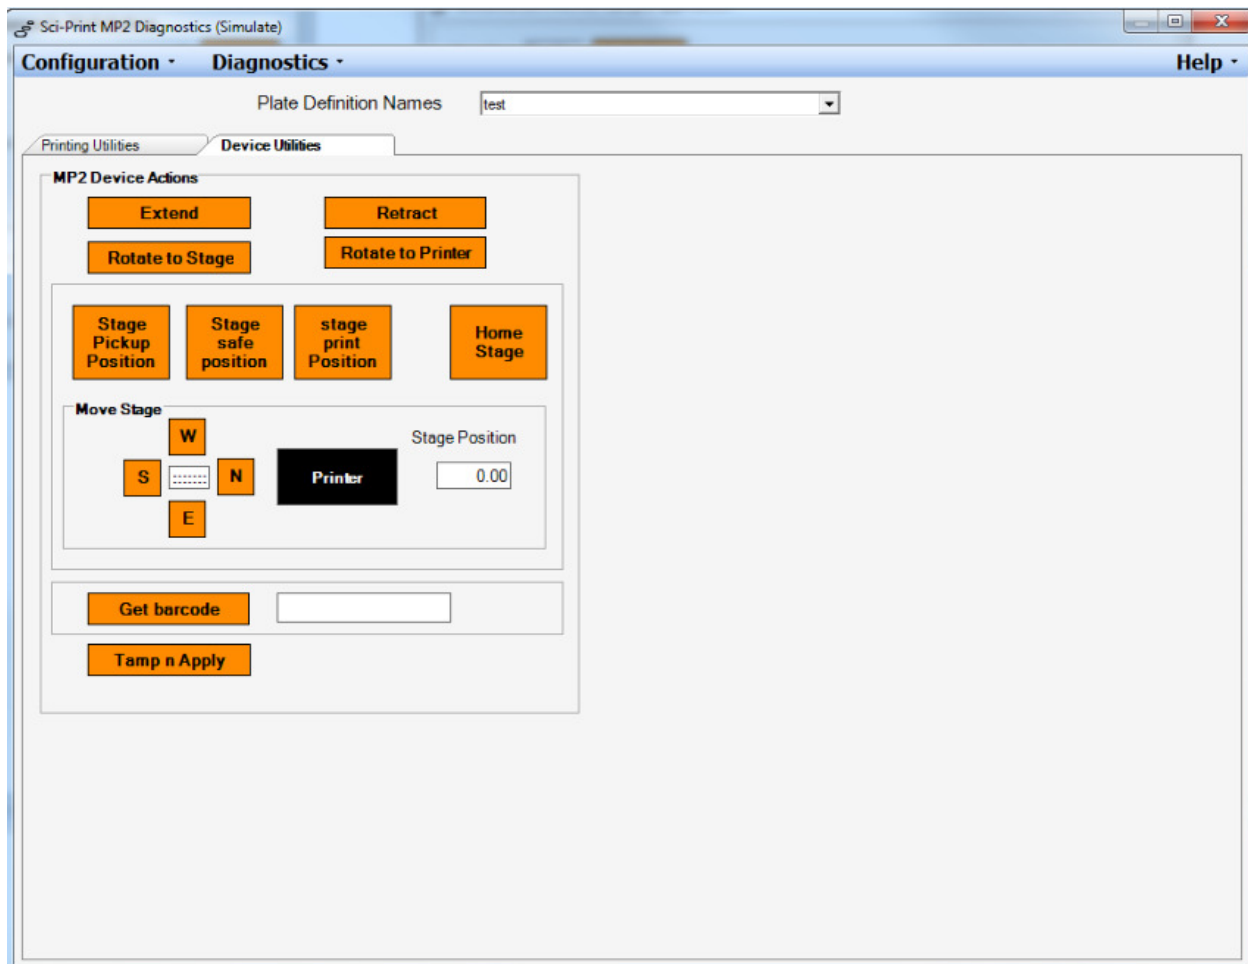 Sci-Print MP2 Diagnostics (Simulate)
Configuration Diagnostics Help
Plate Definition Names test
Printing Utilities Device Utilities
MP2 Device Actions
Extend Retract
Rotate to Stage Rotate to Printer
Stage
Pickup
Position
Stage
safe
position
stage
print
Position
Home
Stage
Move Stage
W
Stage Position
S N Printer 0.00
E
Get barcode
Tamp n Apply